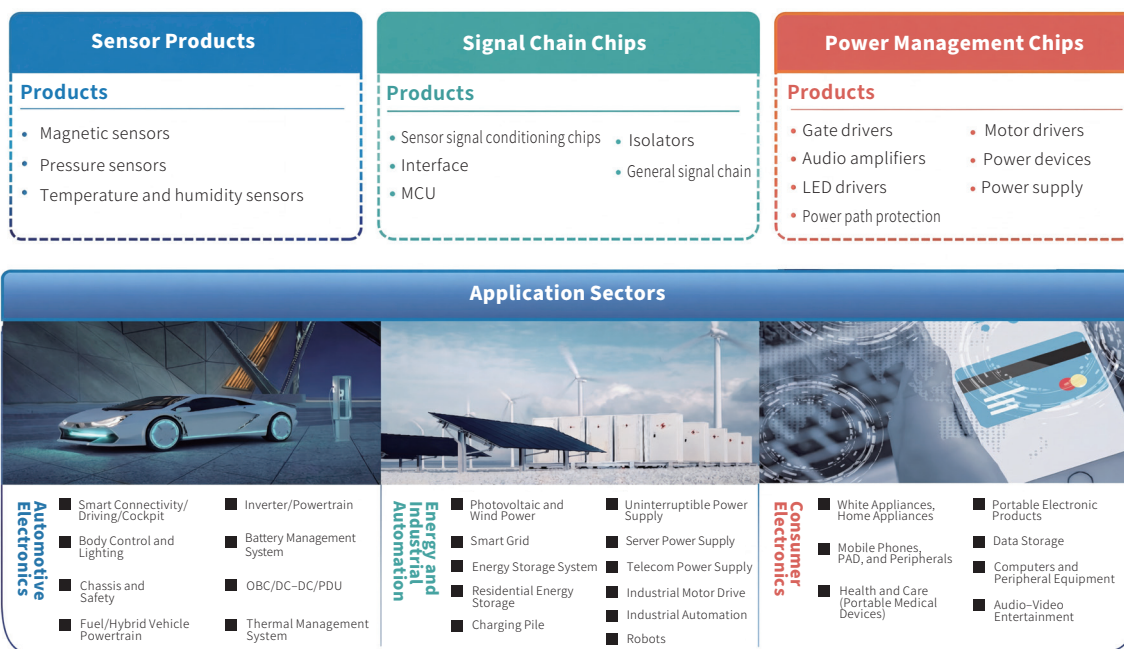 Sensor Products
Products
Magnetic sensors
Pressure sensors
Temperature and humidity sensors
Signal Chain Chips
Products
Sensor signal conditioning chips
Interface
MCU
Isolators
General signal chain
Power Management Chips
Products
Gate drivers
Audio amplifiers
LED drivers
Power path protection
Motor drivers
Power devices
Power supply
Application Sectors
Automotive
Electronics
Smart Connectivity/
Driving/Cockpit
Body Control and
Lighting
Chassis and
Safety
Fuel/Hybrid Vehicle
Powertrain
Inverter/Powertrain
Battery Management
System
OBC/DC–DC/PDU
Thermal Management
System
Energy and
Industrial
Automation
Photovoltaic and
Wind Power
Smart Grid
Energy Storage System
Residential Energy
Storage
Charging Pile
Uninterruptible Power
Supply
Server Power Supply
Telecom Power Supply
Industrial Motor Drive
Industrial Automation
Robots
Consumer
Electronics
White Appliances,
Home Appliances
Mobile Phones,
PAD, and Peripherals
Health and Care
(Portable Medical
Devices)
Portable Electronic
Products
Data Storage
Computers and
Peripheral Equipment
Audio–Video
Entertainment